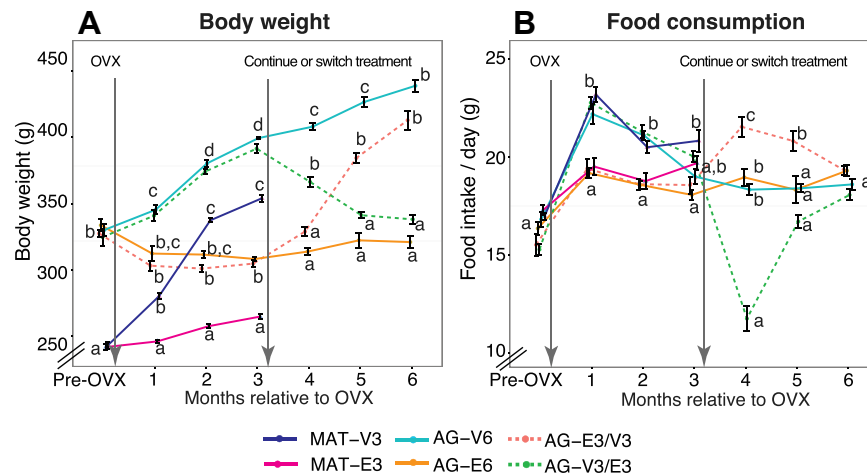 A Body weight
OVX Continue or switch treatment
450
400
350
300
250
Body weight (g)
b c d c c b
c d b b
b b,c b,c c c a a a
b b b a a a
b
a a a a
Pre-OVX 1 2 3 4 5 6
Months relative to OVX
B Food consumption
OVX Continue or switch treatment
25
20
15
10
Food intake / day (g)
b b b c b
a a a a a,b b b a a
a a
Pre-OVX 1 2 3 4 5 6
Months relative to OVX
MAT–V3 AG–V6 AG–E3/V3
MAT–E3 AG–E6 AG–V3/E3